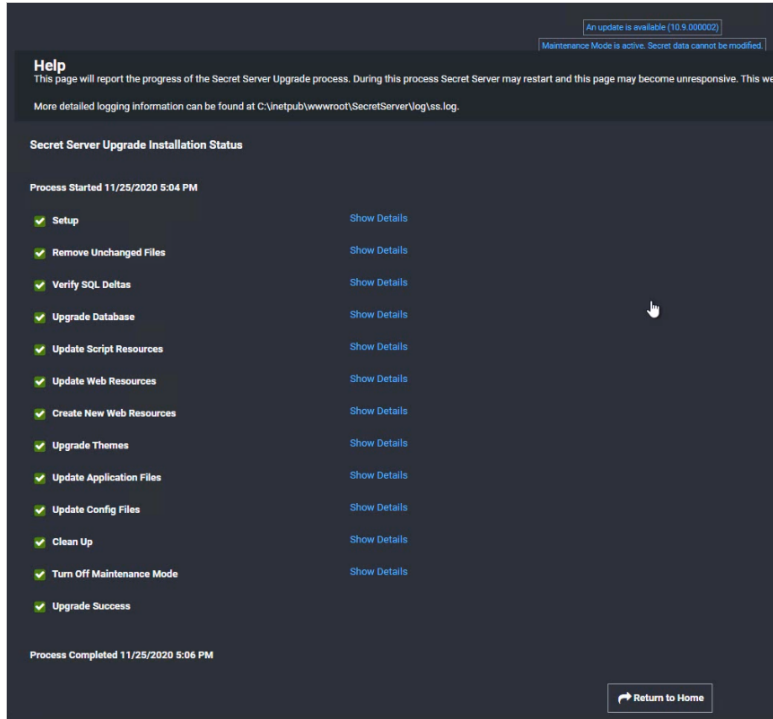 An update is available (10.9.000002)
Maintenance Mode is active. Secret data cannot be modified.
Help
This page will report the progress of the Secret Server Upgrade process. During this process Secret Server may restart and this page may become unresponsive. This we
More detailed logging information can be found at C:\inetpub\wwwroot\SecretServer\log\ss.log.
Secret Server Upgrade Installation Status
Process Started 11/25/2020 5:04 PM
Setup Show Details
Remove Unchanged Files Show Details
Verify SQL Deltas Show Details
Upgrade Database Show Details
Update Script Resources Show Details
Update Web Resources Show Details
Create New Web Resources Show Details
Upgrade Themes Show Details
Update Application Files Show Details
Update Config Files Show Details
Clean Up Show Details
Turn Off Maintenance Mode Show Details
Upgrade Success
Process Completed 11/25/2020 5:06 PM
Return to Home